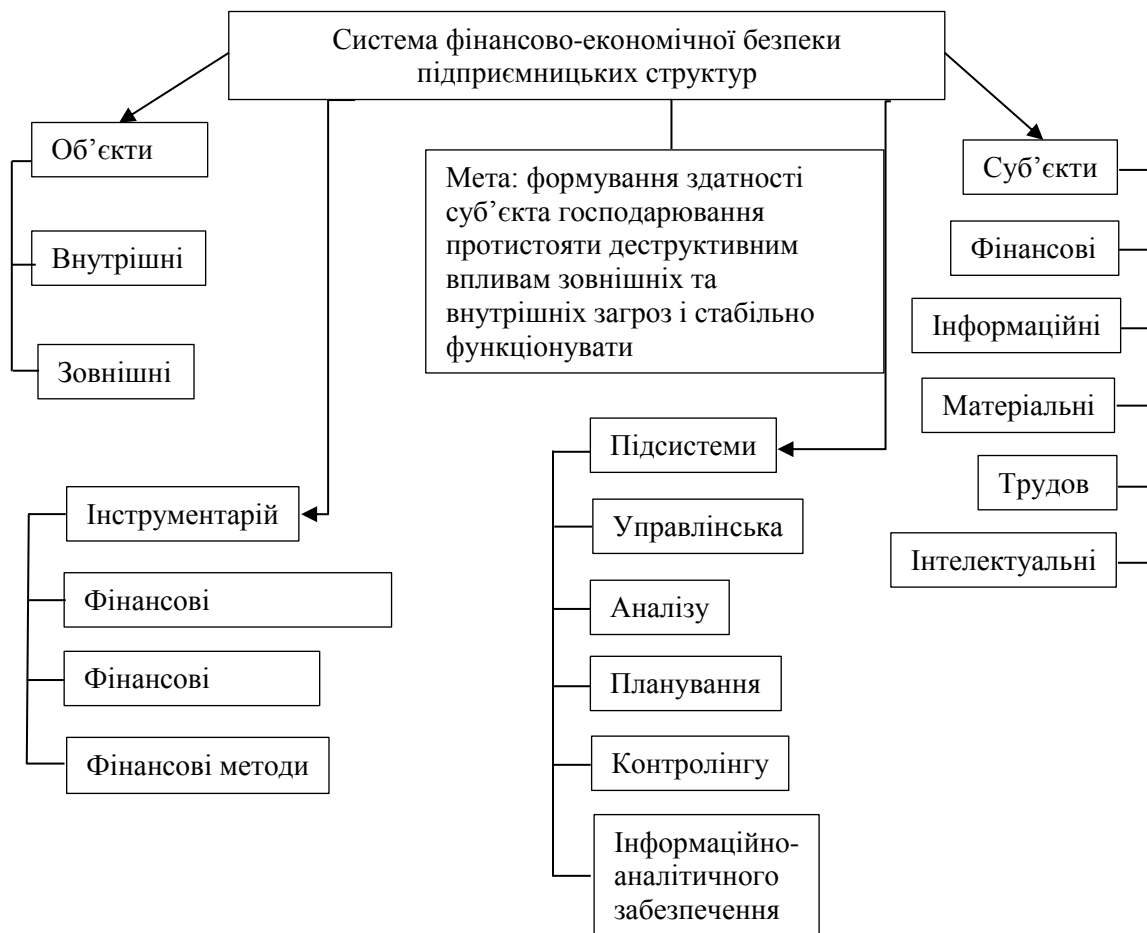 Система фінансово-економічної безпеки
підприємницьких структур
Об’єкти
Внутрішні
Зовнішні
Мета: формування здатності
суб’єкта господарювання
протистояти деструктивним
впливам зовнішніх та
внутрішніх загроз і стабільно
функціонувати
Суб’єкти
Фінансові
Інформаційні
Матеріальні
Трудов
Інтелектуальні
Інструментарій
Фінансові
Фінансові
Фінансові методи
Підсистеми
Управлінська
Аналізу
Планування
Контролінгу
Інформаційно-
аналітичного
забезпечення